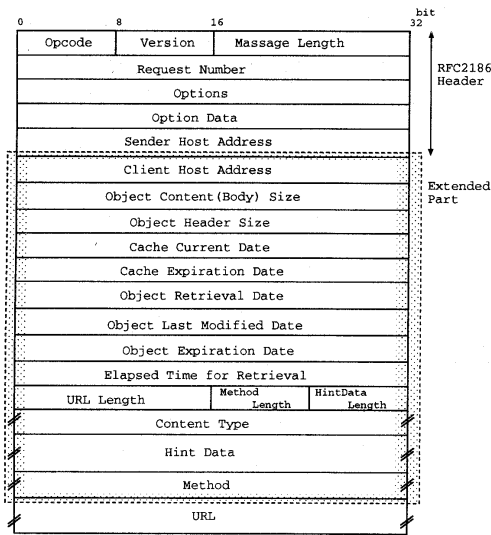 bit
0 8 16 32
Opcode Version Massage Length
Request Number
Options
Option Data
Sender Host Address
RFC2186
Header
Client Host Address
Extended
Part
Object Content(Body) Size
Object Header Size
Cache Current Date
Cache Expiration Date
Object Retrieval Date
Object Last Modified Date
Object Expiration Date
Elapsed Time for Retrieval
URL Length Method Length HintData Length
Content Type
Hint Data
Method
URL